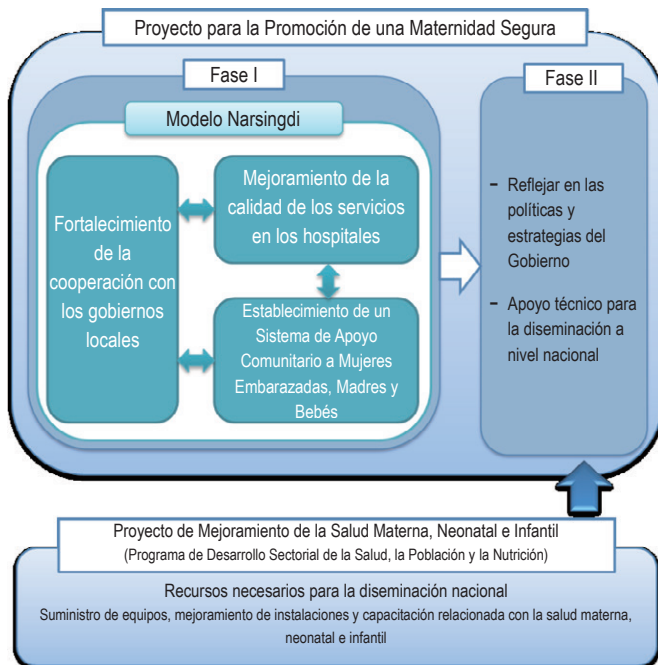 Proyecto para la Promoción de una Maternidad Segura
Fase I
Modelo Narsingdi
Fortalecimiento
de la
cooperación con
los gobiernos
locales
Mejoramiento de la
calidad de los servicios
en los hospitales
Establecimiento de un
Sistema de Apoyo
Comunitario a Mujeres
Embarazadas, Madres y
Bebés
Fase II
- Reflejar en las
políticas y
estrategias del
Gobierno
- Apoyo técnico para
la diseminación a
nivel nacional
Proyecto de Mejoramiento de la Salud Materna, Neonatal e Infantil
(Programa de Desarrollo Sectorial de la Salud, la Población y la Nutrición)
Recursos necesarios para la diseminación nacional
Suministro de equipos, mejoramiento de instalaciones y capacitación relacionada con la salud materna,
neonatal e infantil